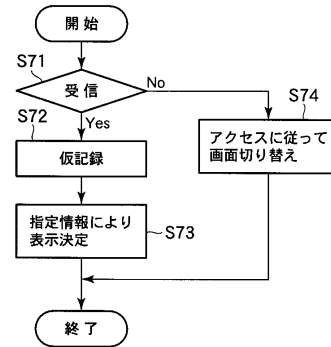 開始
S71
受信
No
S74
S72
Yes
仮記録
アクセスに従って
画面切り替え
指定情報により
表示決定
S73
終了